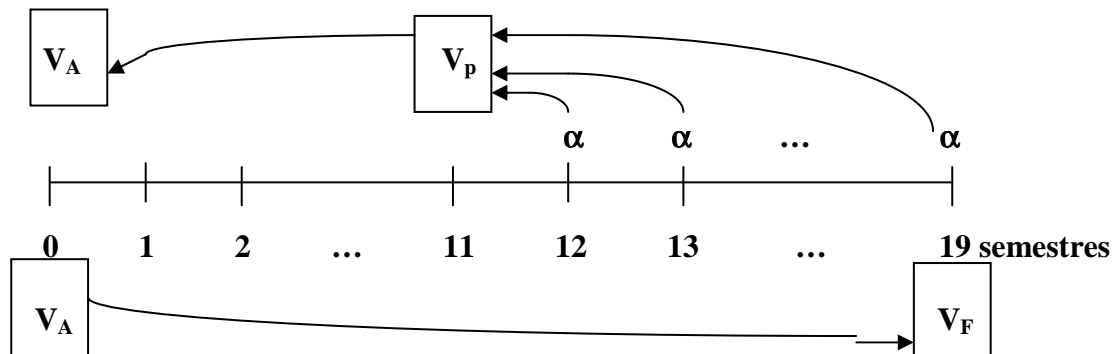 V_A V_p
α α … α
0 1 2 … 11 12 13 … 19 semestres
V_A V_F